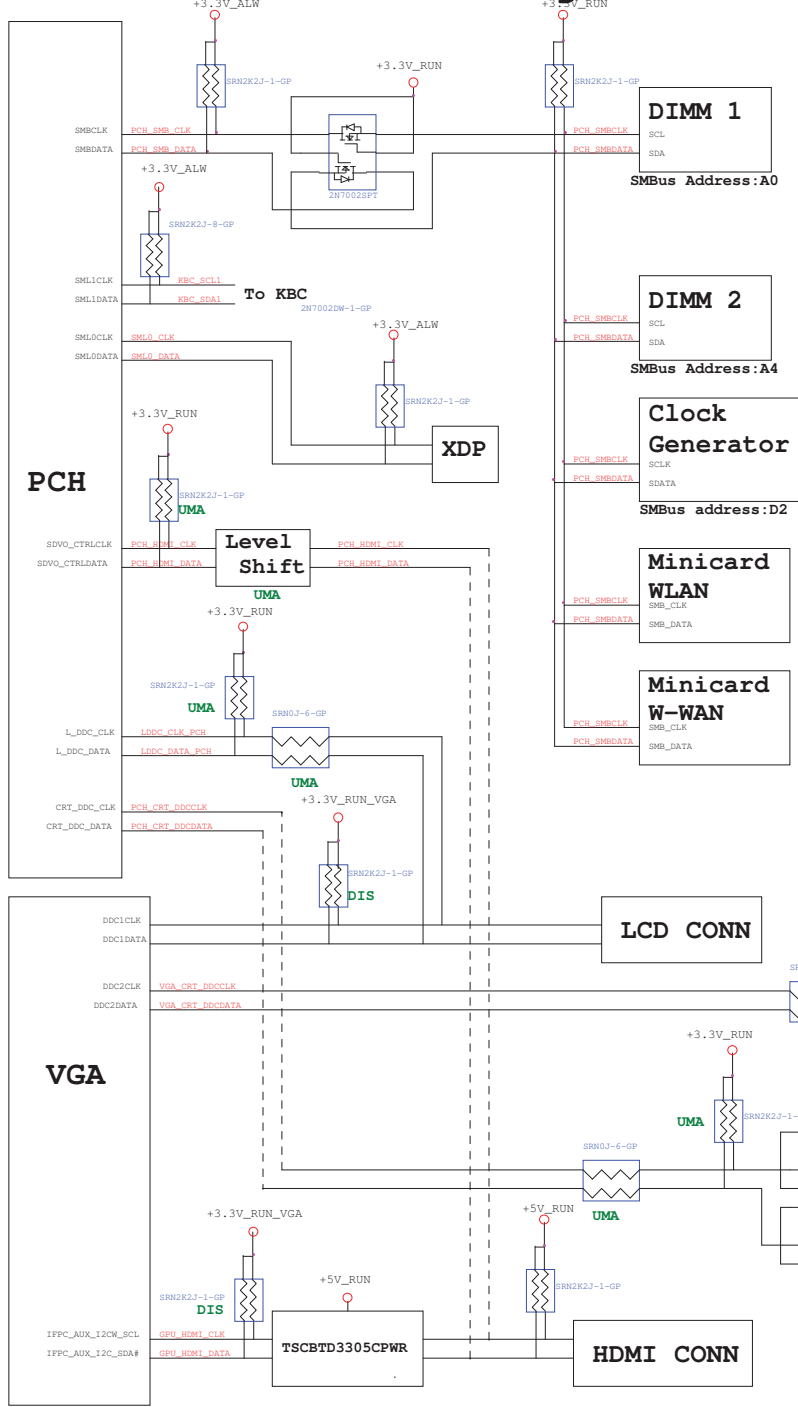 +3.3V_ALW
+3.3V_RUN
SRN2K2J-1-GP
+3.3V_RUN
SRN2K2J-1-GP
DIMM 1
SMBCLK PCH_SMB_CLK
PCH_SMBCLK SCL
SMBDATA PCH_SMB_DATA
PCH_SMBDATA SDA
+3.3V_ALW
2N7002SPT
SMBus Address:A0
SRN2K2J-8-GP
SML1CLK KBC_SCL1
To KBC
SML1DATA KBC_SDA1
2N7002DW-1-GP
DIMM 2
PCH_SMBCLK SCL
+3.3V_ALW
SML0CLK SML0_CLK
PCH_SMBDATA SDA
SML0DATA SML0_DATA
SMBus Address:A4
SRN2K2J-1-GP
+3.3V_RUN
Clock
Generator
XDP
PCH_SMBCLK SCLK
PCH_SMBDATA SDATA
PCH
SRN2K2J-1-GP
UMA
SMBus address:D2
SDVO_CTRLCLK PCH_HDMI_CLK
Level
Shift
PCH_HDMI_CLK
SDVO_CTRLDATA PCH_HDMI_DATA
PCH_HDMI_DATA
UMA
Minicard
WLAN
PCH_SMBCLK SMB_CLK
PCH_SMBDATA SMB_DATA
+3.3V_RUN
SRN2K2J-1-GP
UMA
SRN0J-6-GP
Minicard
W-WAN
PCH_SMBCLK SMB_CLK
PCH_SMBDATA SMB_DATA
L_DDC_CLK LDDC_CLK_PCH
L_DDC_DATA LDDC_DATA_PCH
UMA
+3.3V_RUN_VGA
CRT_DDC_CLK PCH_CRT_DDCCLK
CRT_DDC_DATA PCH_CRT_DDCDATA
SRN2K2J-1-GP
DIS
DDC1CLK
DDC1DATA
LCD CONN
DDC2CLK VGA_CRT_DDCCLK
DDC2DATA VGA_CRT_DDCDATA
+3.3V_RUN
VGA
UMA
SRN2K2J-1-
SRN0J-6-GP
UMA
+3.3V_RUN_VGA
+5V_RUN
SRN2K2J-1-GP
DIS
+5V_RUN
SRN2K2J-1-GP
IFPC_AUX_I2CW_SCL GPU_HDMI_CLK
IFPC_AUX_I2C_SDA# GPU_HDMI_DATA
TSCBTD3305CPWR
HDMI CONN